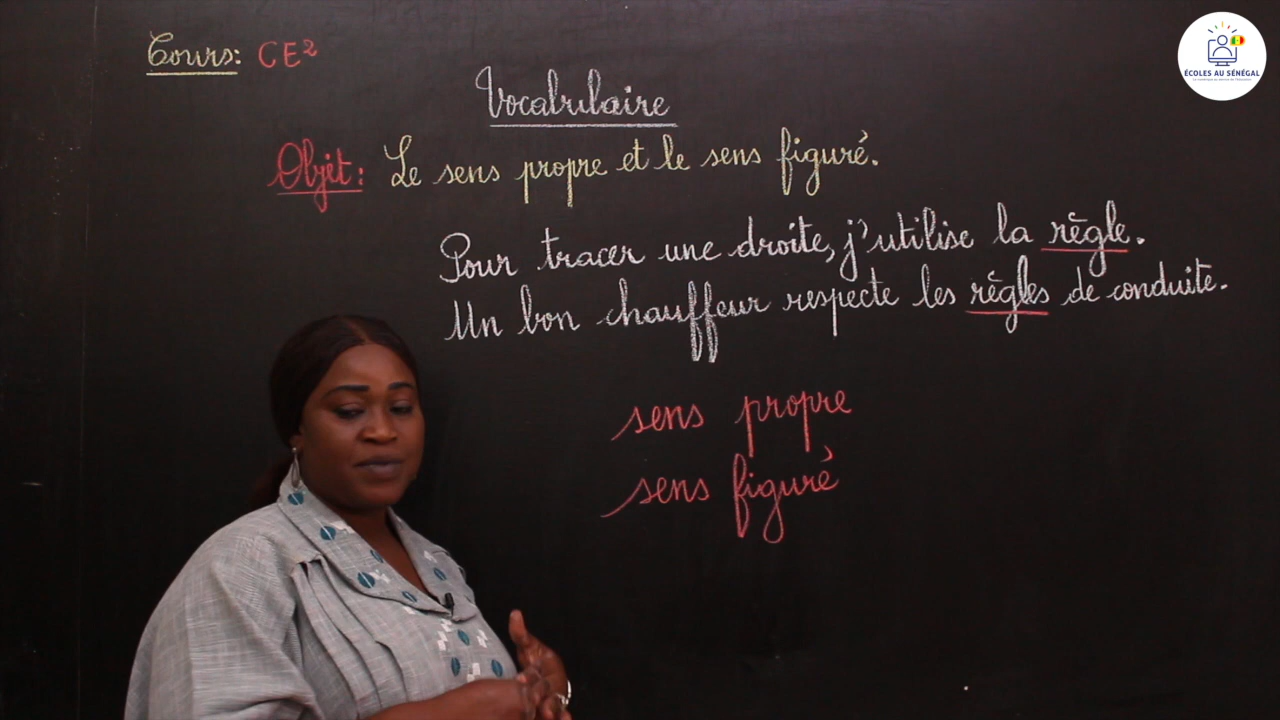 Cours: CE2
Vocabulaire
Objet: Le sens propre et le sens figuré.
Pour tracer une droite, j'utilise la règle.
Un bon chauffeur respecte les règles de conduite.
sens propre
sens figuré
ÉCOLES AU SÉNÉGAL